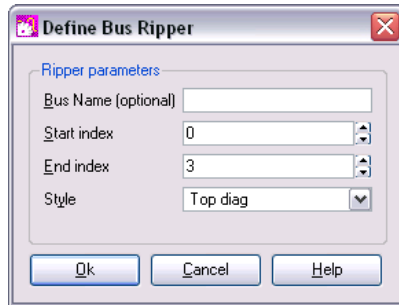 Define Bus Ripper
Ripper parameters
Bus Name (optional)
Start index 0
End index 3
Style Top diag
Ok Cancel Help